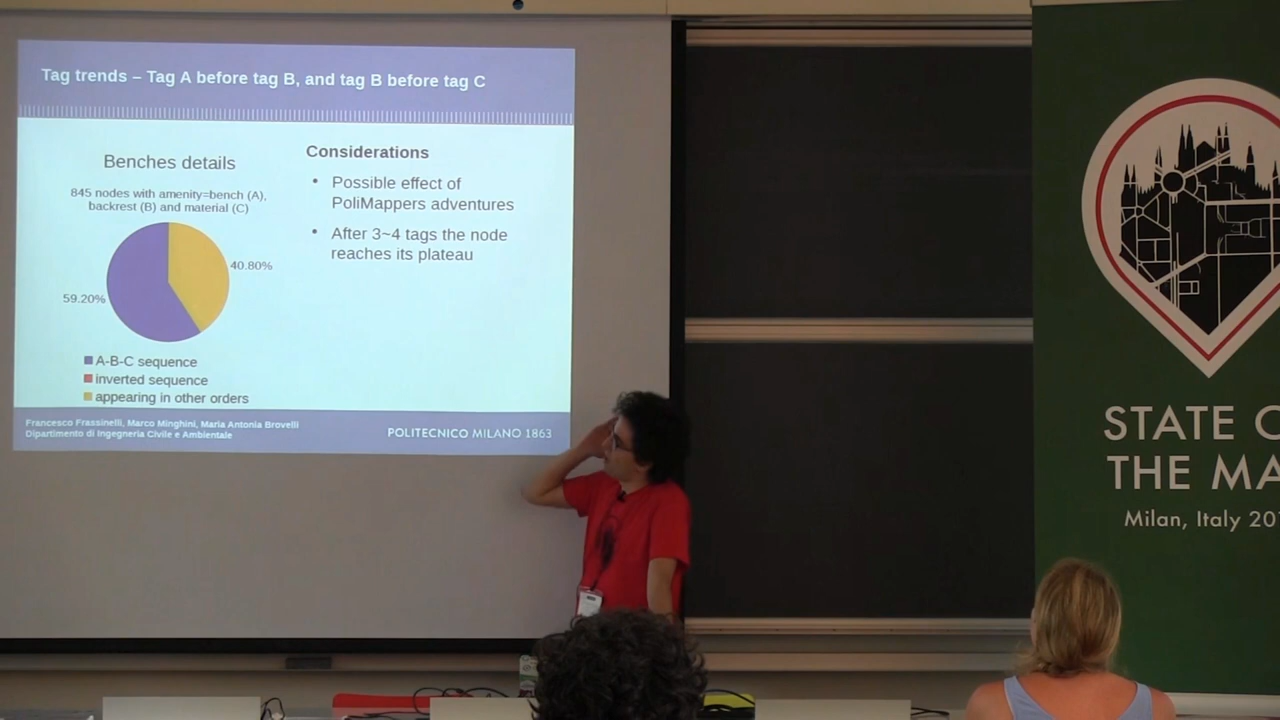 Tag trends – Tag A before tag B, and tag B before tag C
Benches details
845 nodes with amenity=bench (A),
backrest (B) and material (C)
40.80%
59.20%
A-B-C sequence
inverted sequence
appearing in other orders
Considerations
• Possible effect of
PoliMappers adventures
• After 3~4 tags the node
reaches its plateau
Francesco Frassinelli, Marco Minghini, Maria Antonia Brovelli
Dipartimento di Ingegneria Civile e Ambientale
POLITECNICO MILANO 1863
STATE O
THE MA
Milan, Italy 20